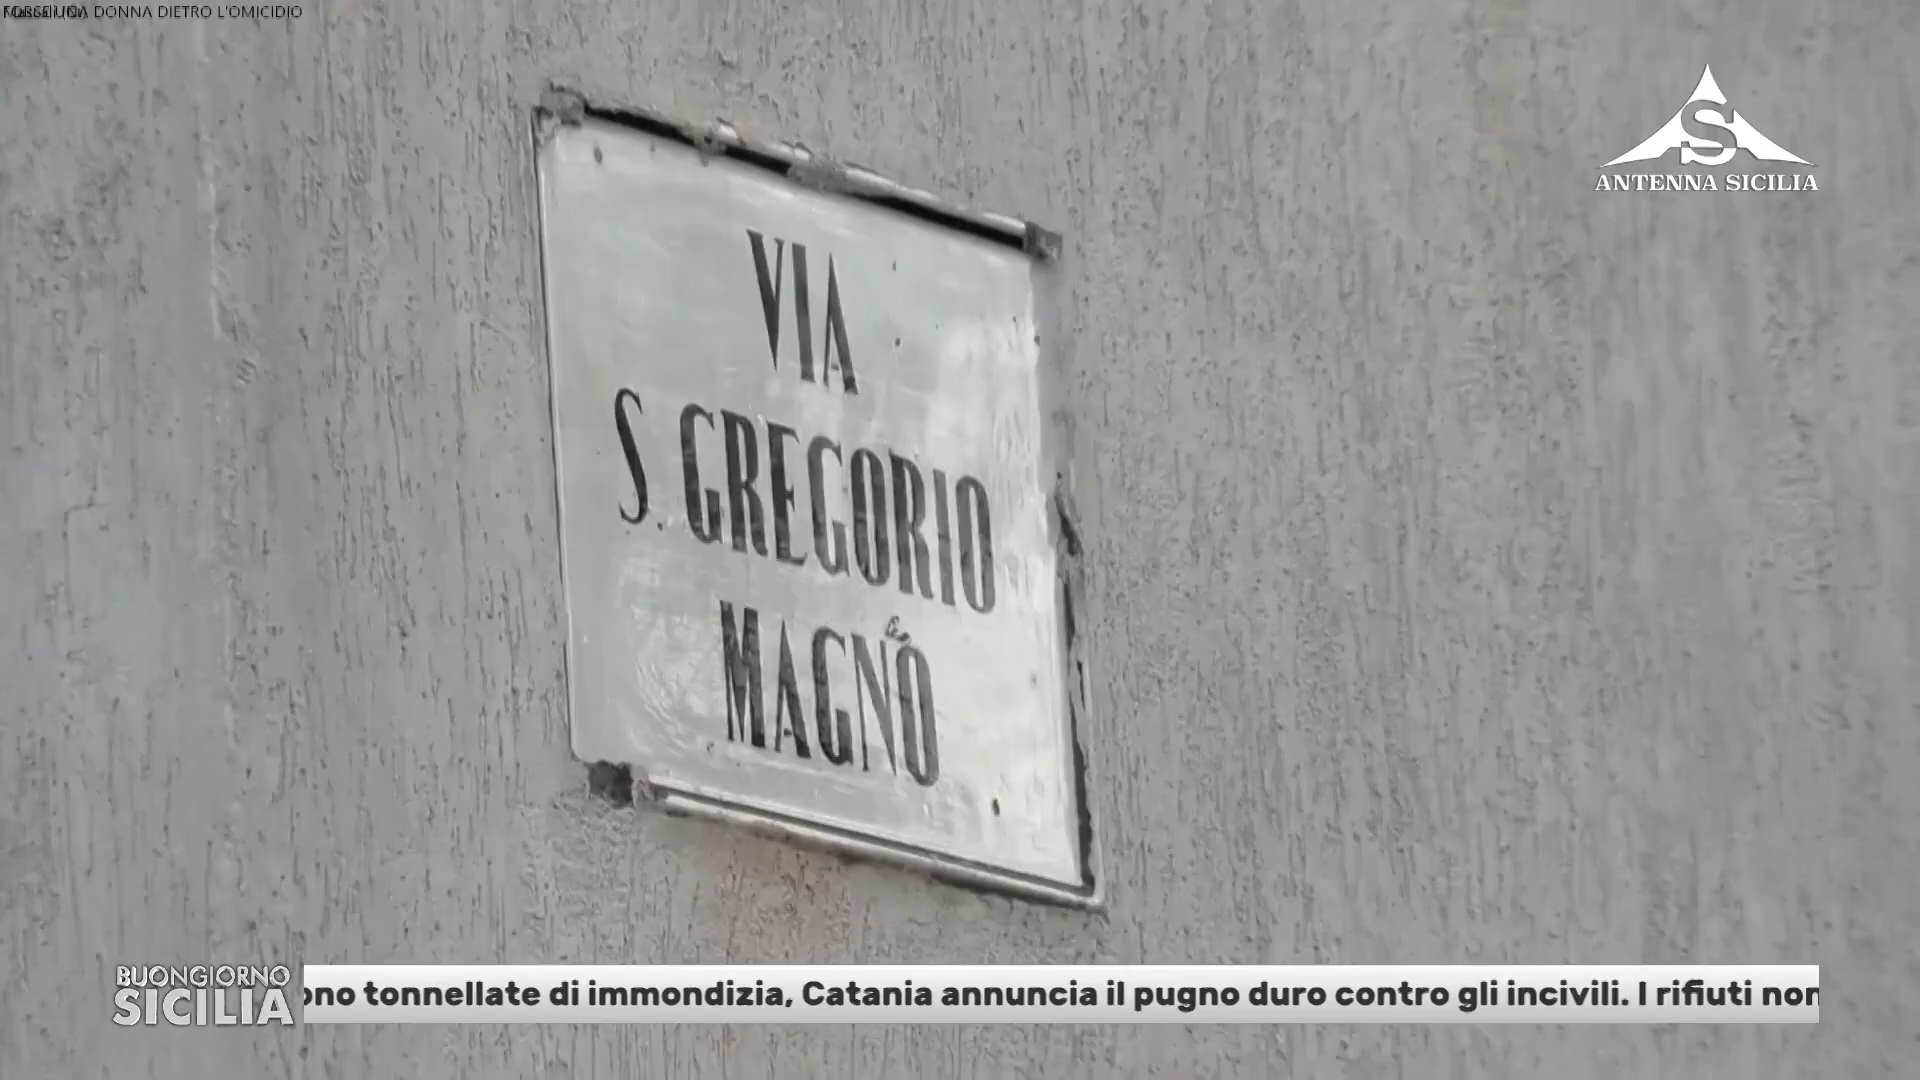 FORSE UNA DONNA DIETRO L'OMICIDIO
ANTENNA SICILIA
VIA
S. GREGORIO
MAGNO
BUONGIORNO
SICILIA
ono tonnellate di immondizia, Catania annuncia il pugno duro contro gli incivili. I rifiuti non